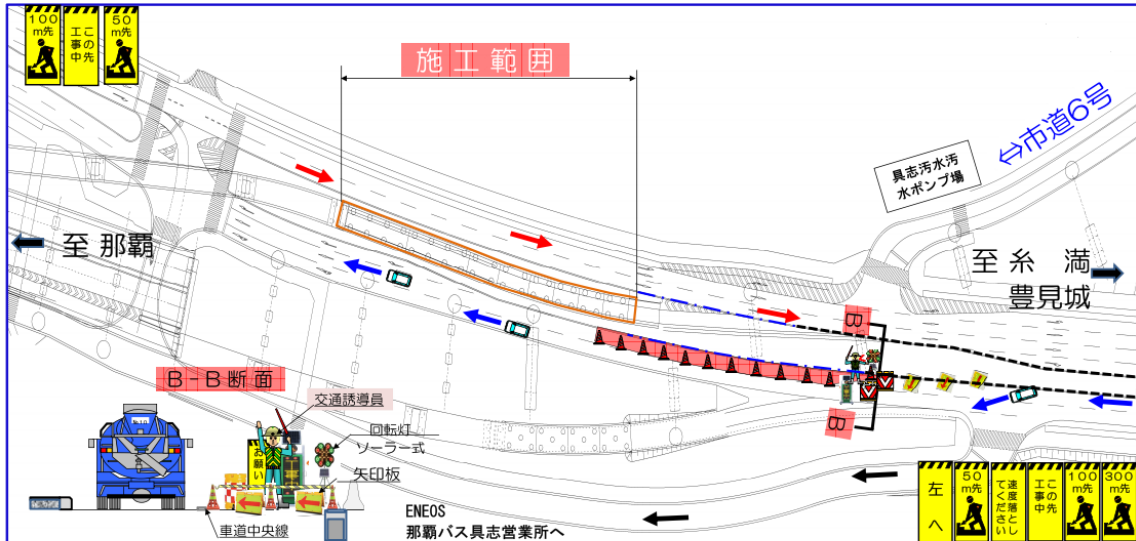 100
m先
この先
工事中
50
m先
施工範囲
⇔市道6号
具志汚水汚
水ポンプ場
至 那覇
至 糸 満
豊見城
B
B
B-B断面
交通誘導員
回転灯
ソーラー式
矢印板
お願い
車道中央線
ENEOS
那覇バス具志営業所へ
左へ
50
m先
速度落とし
てください
この先
工事中
100
m先
300
m先